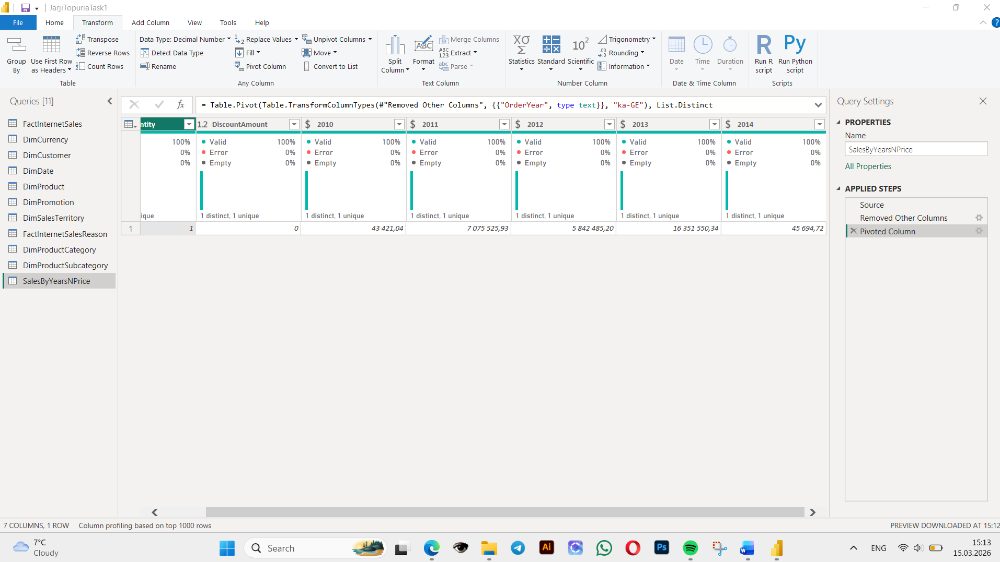 JarjiTopuriaTask1
File Home Transform Add Column View Tools Help
Group By
Use First Row as Headers
Transpose
Reverse Rows
Count Rows
Table
Data Type: Decimal Number
Detect Data Type
Rename
Replace Values
Fill
Pivot Column
Unpivot Columns
Move
Convert to List
Any Column
Split Column
Format
Merge Columns
Extract
Parse
Text Column
Statistics
Standard
Scientific
Trigonometry
Rounding
Information
Number Column
Date
Time
Duration
Date & Time Column
Run R script
Run Python script
Scripts
Queries [11]
FactInternetSales
DimCurrency
DimCustomer
DimDate
DimProduct
DimPromotion
DimSalesTerritory
FactInternetSalesReason
DimProductCategory
DimProductSubcategory
SalesByYearsNPrice
= Table.Pivot(Table.TransformColumnTypes(#"Removed Other Columns", {{"OrderYear", type text}}, "ka-GE"), List.Distinct
ntity 1.2 DiscountAmount $ 2010 $ 2011 $ 2012 $ 2013 $ 2014
100% Valid 100% Valid 100% Valid 100% Valid 100% Valid 100% Valid 100%
0% Error 0% Error 0% Error 0% Error 0% Error 0% Error 0%
0% Empty 0% Empty 0% Empty 0% Empty 0% Empty 0% Empty 0%
ique 1 distinct, 1 unique 1 distinct, 1 unique 1 distinct, 1 unique 1 distinct, 1 unique 1 distinct, 1 unique 1 distinct, 1 unique
1 1 0 43 421,04 7 075 525,93 5 842 485,20 16 351 550,34 45 694,72
Query Settings
PROPERTIES
Name
SalesByYearsNPrice
All Properties
APPLIED STEPS
Source
Removed Other Columns
Pivoted Column
7 COLUMNS, 1 ROW Column profiling based on top 1000 rows
PREVIEW DOWNLOADED AT 15:12
7°C
Cloudy
Search
ENG
15:13
15.03.2026